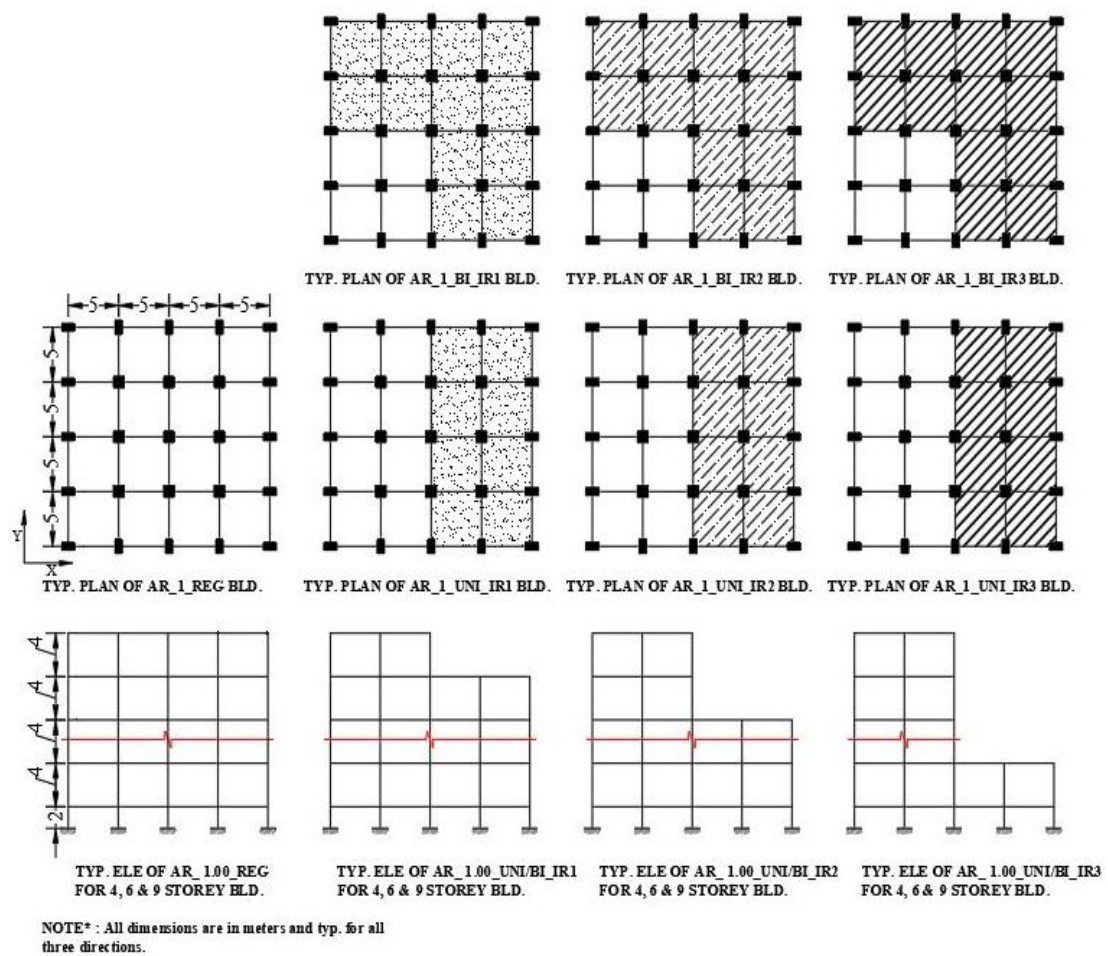 TYP. PLAN OF AR_1_BI_IR1 BLD.
TYP. PLAN OF AR_1_BI_IR2 BLD.
TYP. PLAN OF AR_1_BI_IR3 BLD.
5 5 5 5
5
5
5
5
Y
X
TYP. PLAN OF AR_1_REG BLD.
TYP. PLAN OF AR_1_UNI_IR1 BLD.
TYP. PLAN OF AR_1_UNI_IR2 BLD.
TYP. PLAN OF AR_1_UNI_IR3 BLD.
4
4
4
4
2
TYP. ELE OF AR_ 1.00_REG
FOR 4, 6 & 9 STOREY BLD.
TYP. ELE OF AR_ 1.00_UNI/BI_IR1
FOR 4, 6 & 9 STOREY BLD.
TYP. ELE OF AR_ 1.00_UNI/BI_IR2
FOR 4, 6 & 9 STOREY BLD.
TYP. ELE OF AR_ 1.00_UNI/BI_IR3
FOR 4, 6 & 9 STOREY BLD.
NOTE* : All dimensions are in meters and typ. for all
three directions.